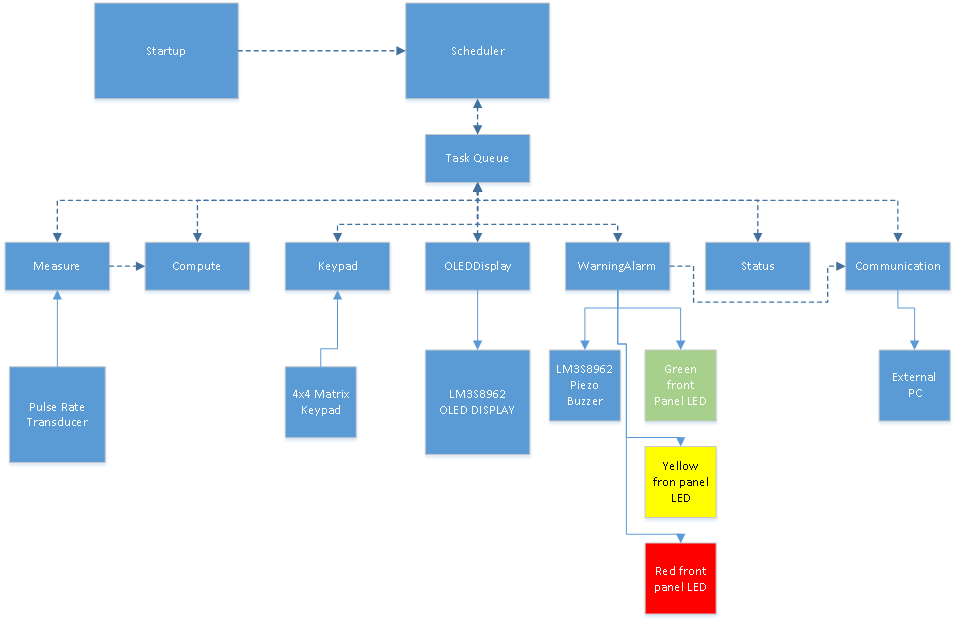 Startup
Scheduler
Task Queue
Measure
Compute
Keypad
OLEDDisplay
WarningAlarm
Status
Communication
Pulse Rate
Transducer
4x4 Matrix
Keypad
LM3S8962
OLED DISPLAY
LM3S8962
Piezo
Buzzer
Green
front
Panel LED
External
PC
Yellow
fron panel
LED
Red front
panel LED